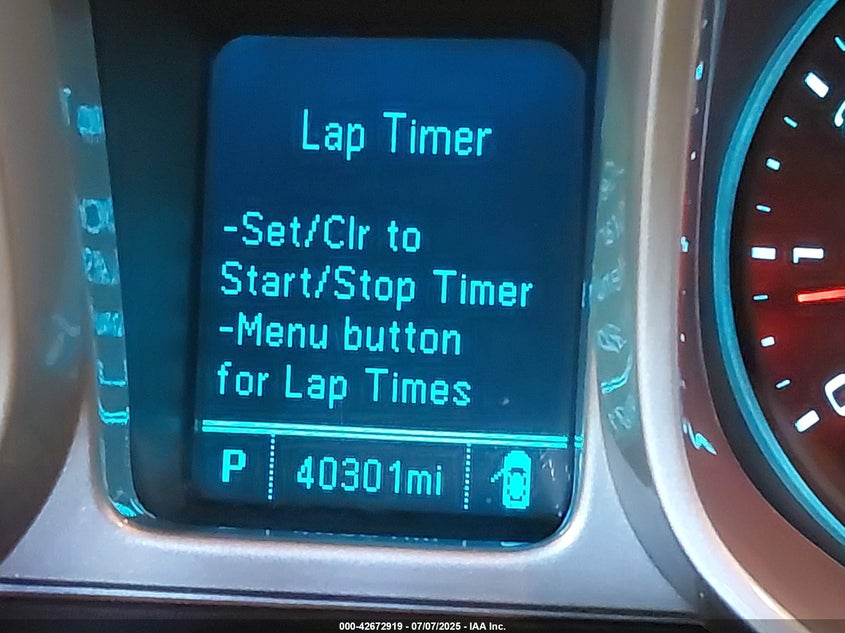 Lap Timer
-Set/Clr to
Start/Stop Timer
-Menu button
for Lap Times
P 40301mi
000-42672919 - 07/07/2025 - IAA Inc.